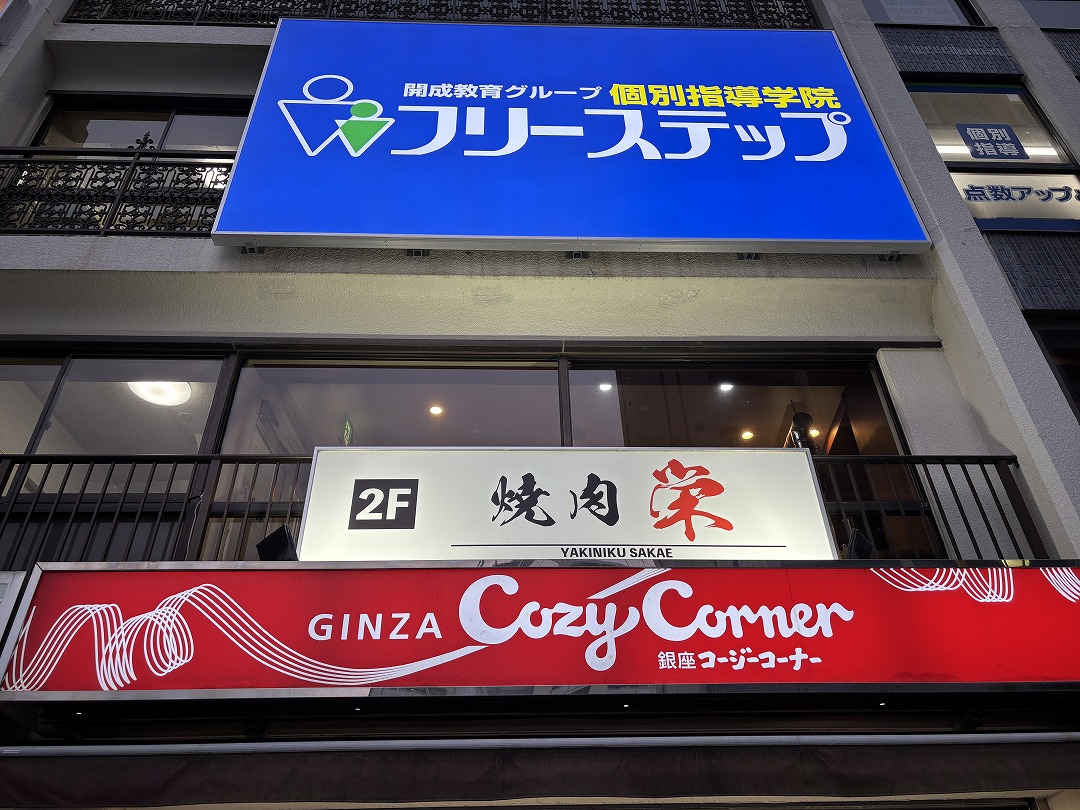 開成教育グループ 個別指導学院
フリーステップ
個別
指導
点数アップ
2F 焼肉 栄
YAKINIKU SAKAE
GINZA Cozy Corner
銀座 コージーコーナー